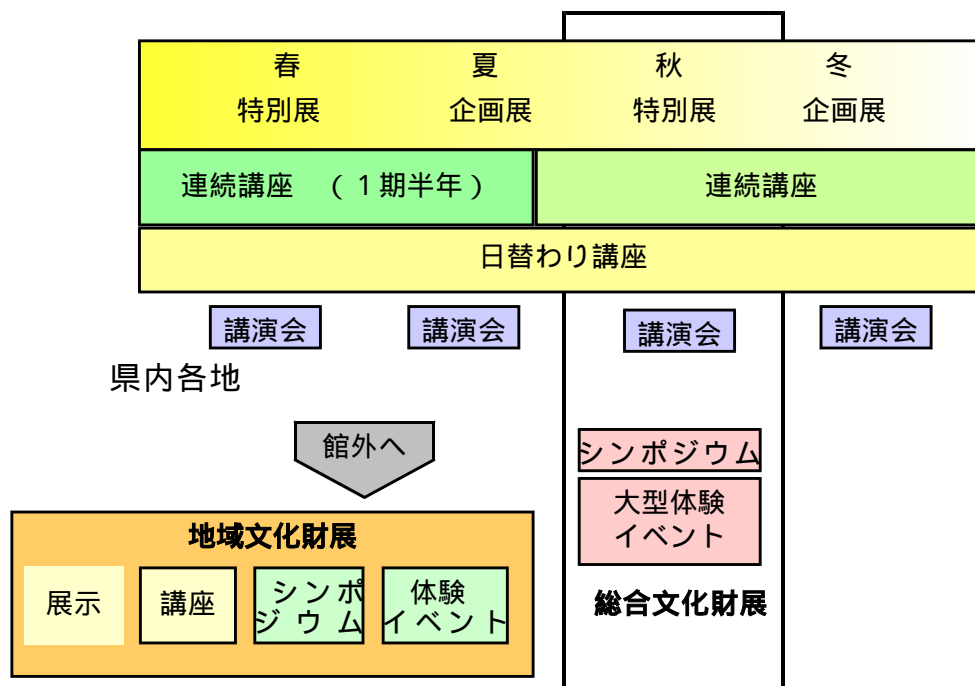 春 夏 秋 冬
特別展 企画展 特別展 企画展
連続講座 （１期半年） 連続講座
日替わり講座
講演会 講演会 講演会 講演会
県内各地
館外へ
シンポジウム
大型体験
イベント
総合文化財展
地域文化財展
展示
講座
シンポ
ジウム
体験
イベント